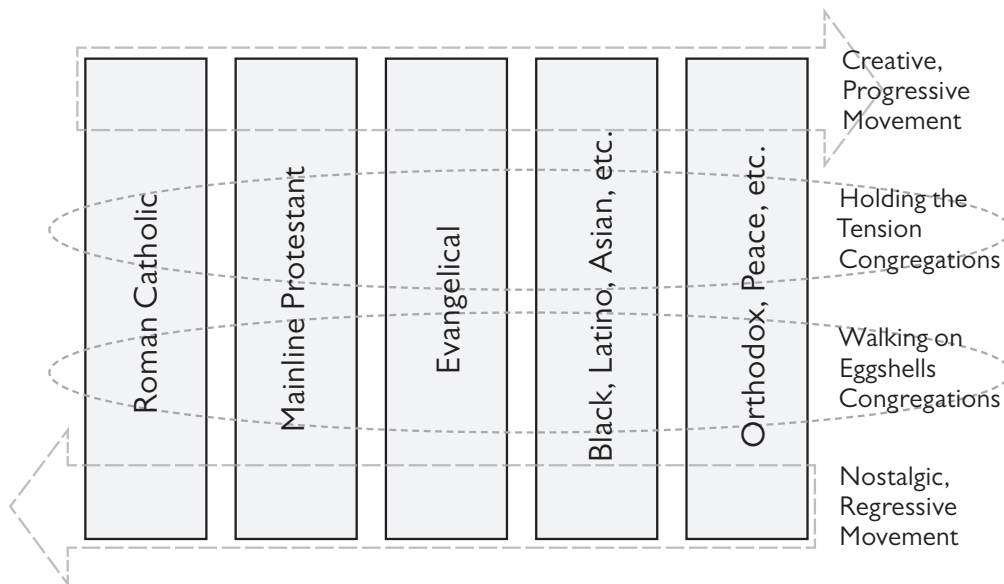 Roman Catholic
Mainline Protestant
Evangelical
Black, Latino, Asian, etc.
Orthodox, Peace, etc.
Creative,
Progressive
Movement
Holding the
Tension
Congregations
Walking on
Eggshells
Congregations
Nostalgic,
Regressive
Movement